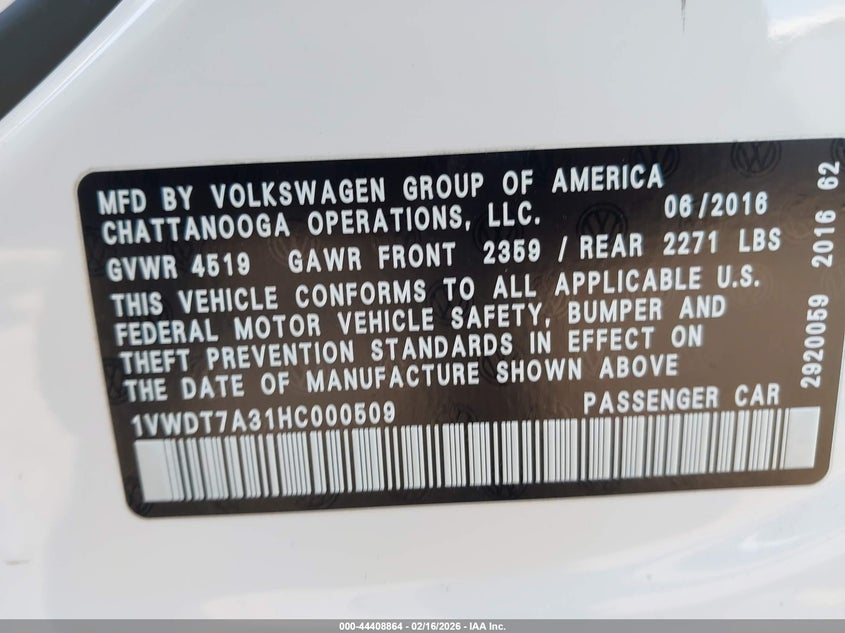 MFD BY VOLKSWAGEN GROUP OF AMERICA
CHATTANOOGA OPERATIONS, LLC. 06/2016
GVWR 4519 GAWR FRONT 2359 / REAR 2271 LBS
THIS VEHICLE CONFORMS TO ALL APPLICABLE U.S.
FEDERAL MOTOR VEHICLE SAFETY, BUMPER AND
THEFT PREVENTION STANDARDS IN EFFECT ON
THE DATE OF MANUFACTURE SHOWN ABOVE
1VWDT7A31HC000509 PASSENGER CAR
2920059 2016 62
000-44408864 - 02/16/2026 - IAA Inc.